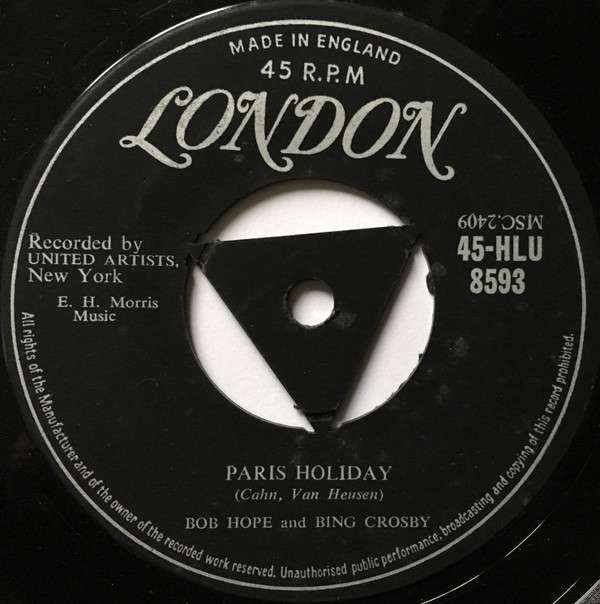 MADE IN ENGLAND
45 R.P.M
LONDON
MSC.2409
Recorded by
UNITED ARTISTS,
New York
E. H. Morris
Music
45-HLU
8593
PARIS HOLIDAY
(Cahn, Van Heusen)
BOB HOPE and BING CROSBY
All rights of the Manufacturer and of the owner of the recorded work reserved. Unauthorised public performance, broadcasting and copying of this record prohibited.